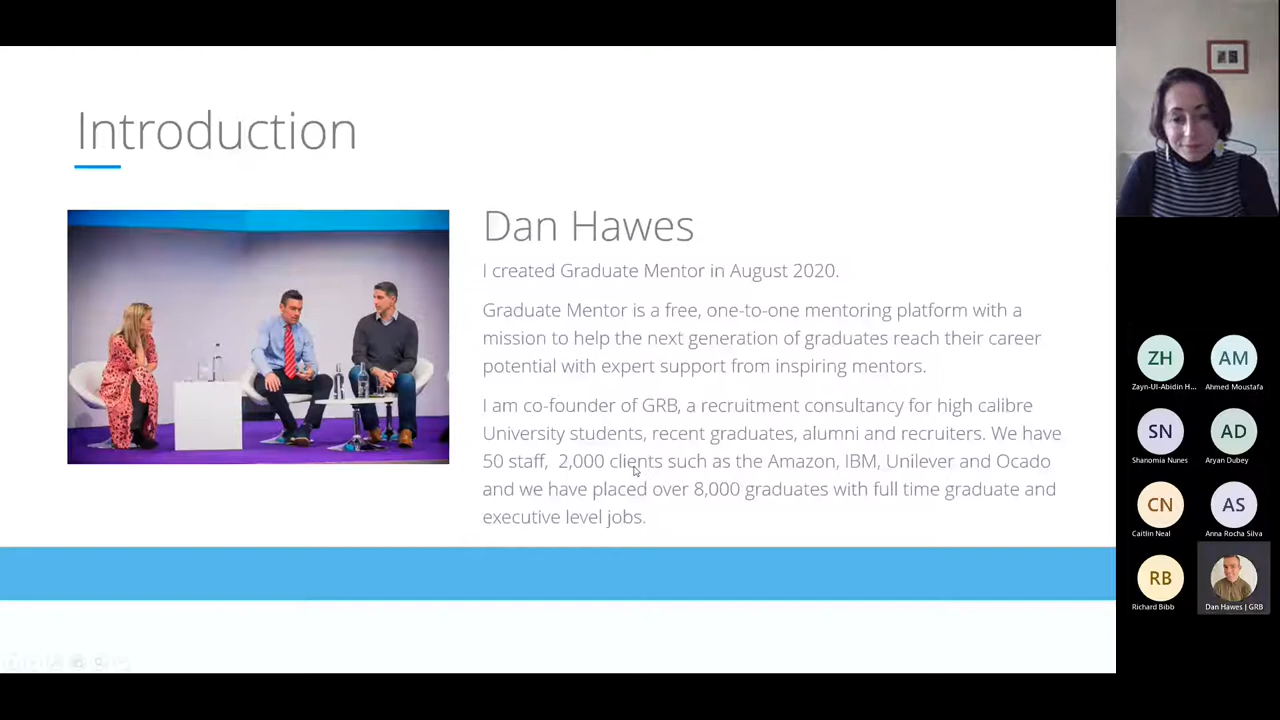 Introduction
Dan Hawes
I created Graduate Mentor in August 2020.
Graduate Mentor is a free, one-to-one mentoring platform with a
mission to help the next generation of graduates reach their career
potential with expert support from inspiring mentors.
I am co-founder of GRB, a recruitment consultancy for high calibre
University students, recent graduates, alumni and recruiters. We have
50 staff, 2,000 clients such as the Amazon, IBM, Unilever and Ocado
and we have placed over 8,000 graduates with full time graduate and
executive level jobs.
ZH
AM
Zayn-Ul-Abidin H...
Ahmed Moustafa
SN
AD
Shanomia Nunes
Aryan Dubey
CN
AS
Caitlin Neal
Anna Rocha Silva
RB
Richard Bibb
Dan Hawes | GRB